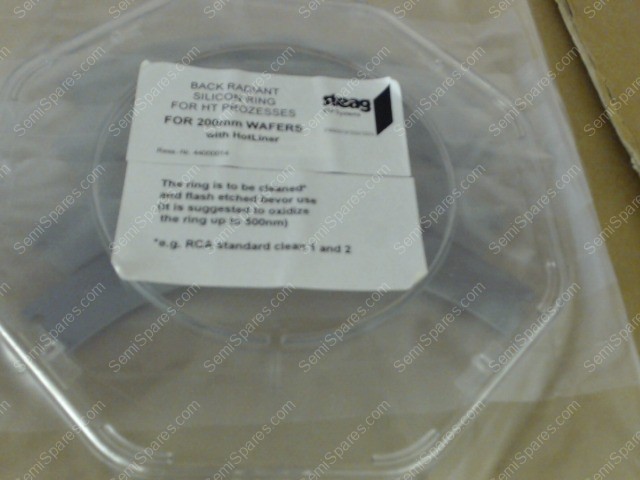 BACK RADIANT
SILICON RING
FOR HT PROZESSES
FOR 200mm WAFERS
with HotLiner
steag
Systems
The ring is to be cleaned*
and flash etched bevor use
(it is suggested to oxidize
the ring up to 500nm)
*e.g. RCA standard clean 1 and 2
SemiSpares.com